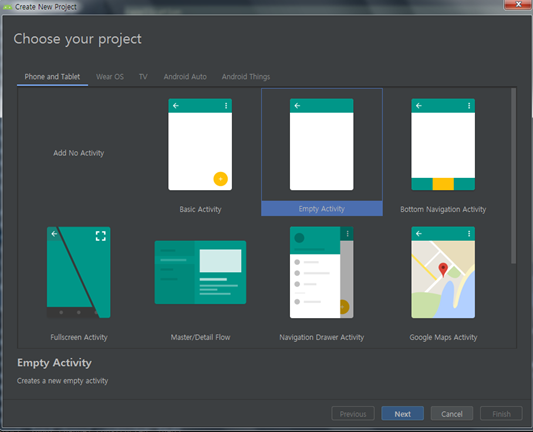 Create New Project
Choose your project
Phone and Tablet Wear OS TV Android Auto Android Things
Add No Activity
Basic Activity
Empty Activity
Bottom Navigation Activity
Fullscreen Activity
Master/Detail Flow
Navigation Drawer Activity
Google Maps Activity
Empty Activity
Creates a new empty activity
Previous Next Cancel Finish